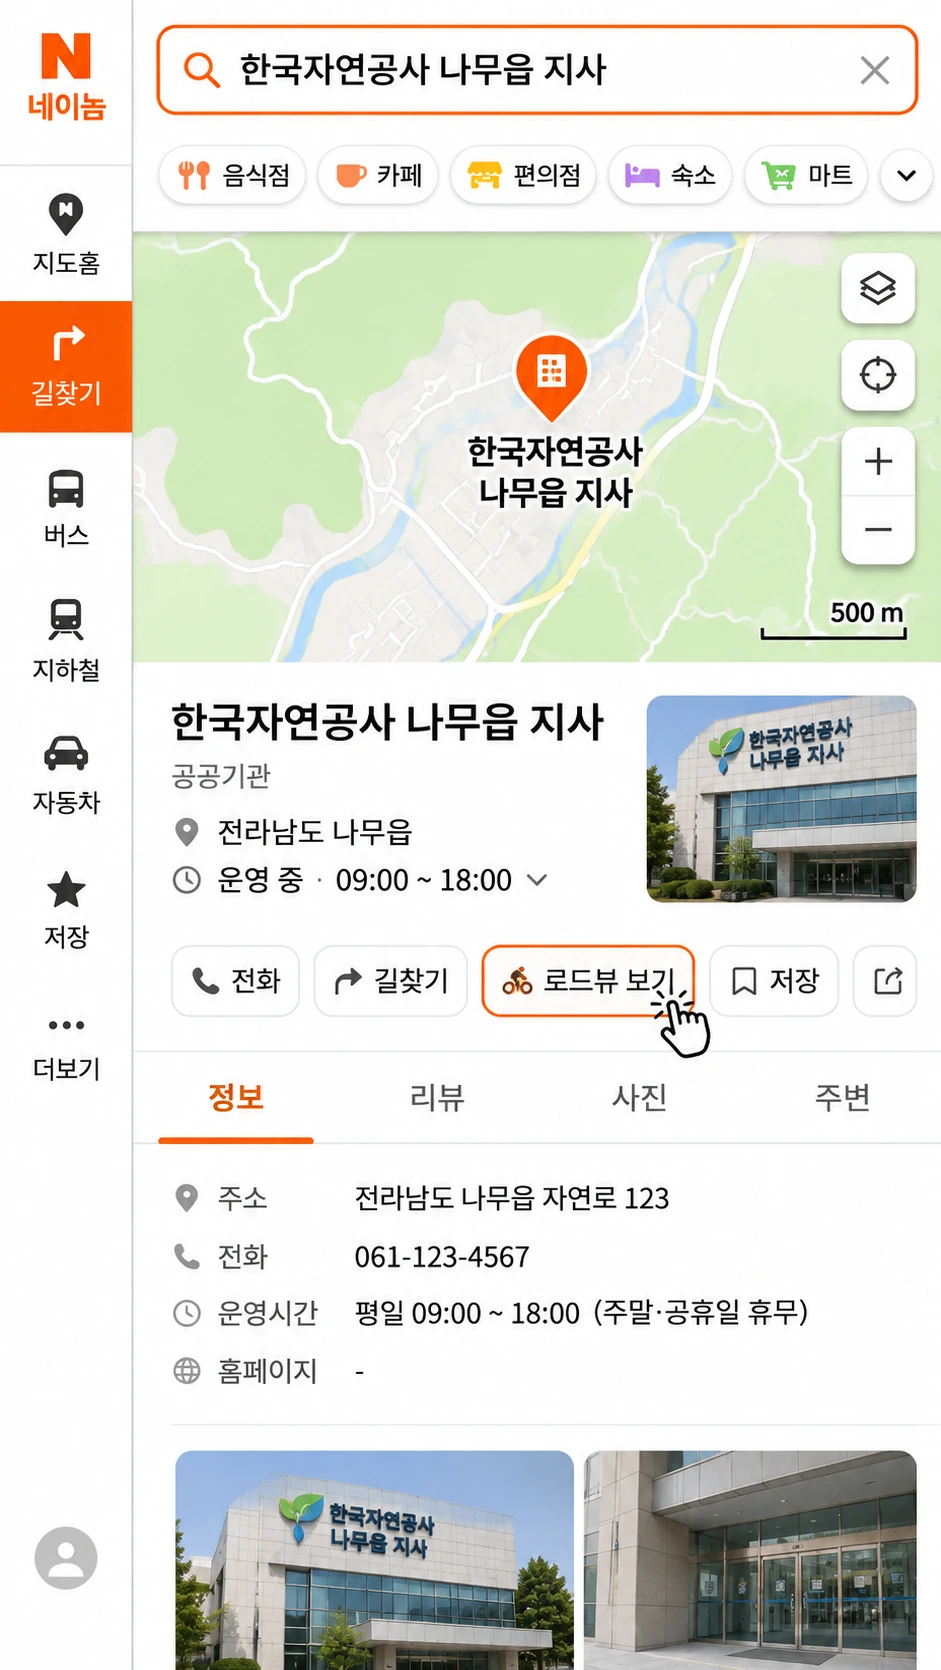 N
네이놈
한국자연공사 나무읍 지사
음식점
카페
편의점
숙소
마트
지도홈
길찾기
버스
지하철
자동차
저장
더보기
한국자연공사
나무읍 지사
500 m
한국자연공사 나무읍 지사
공공기관
전라남도 나무읍
운영 중 · 09:00 ~ 18:00
한국자연공사
나무읍 지사
전화
길찾기
로드뷰 보기
저장
정보
리뷰
사진
주변
주소 전라남도 나무읍 자연로 123
전화 061-123-4567
운영시간 평일 09:00 ~ 18:00 (주말·공휴일 휴무)
홈페이지 -
한국자연공사
나무읍 지사